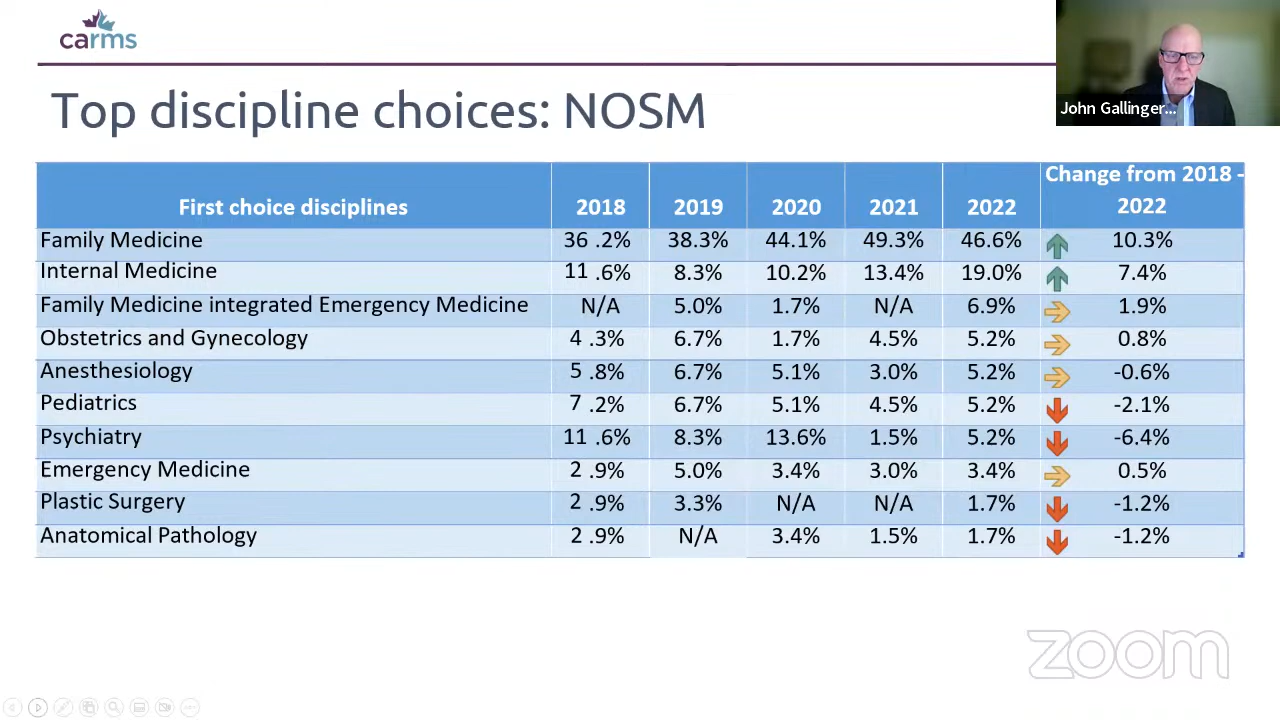 carms
John Gallinger...
Top discipline choices: NOSM
First choice disciplines 2018 2019 2020 2021 2022 Change from 2018 - 2022
Family Medicine 36 .2% 38.3% 44.1% 49.3% 46.6% 10.3%
Internal Medicine 11 .6% 8.3% 10.2% 13.4% 19.0% 7.4%
Family Medicine integrated Emergency Medicine N/A 5.0% 1.7% N/A 6.9% 1.9%
Obstetrics and Gynecology 4 .3% 6.7% 1.7% 4.5% 5.2% 0.8%
Anesthesiology 5 .8% 6.7% 5.1% 3.0% 5.2% -0.6%
Pediatrics 7 .2% 6.7% 5.1% 4.5% 5.2% -2.1%
Psychiatry 11 .6% 8.3% 13.6% 1.5% 5.2% -6.4%
Emergency Medicine 2 .9% 5.0% 3.4% 3.0% 3.4% 0.5%
Plastic Surgery 2 .9% 3.3% N/A N/A 1.7% -1.2%
Anatomical Pathology 2 .9% N/A 3.4% 1.5% 1.7% -1.2%
zoom